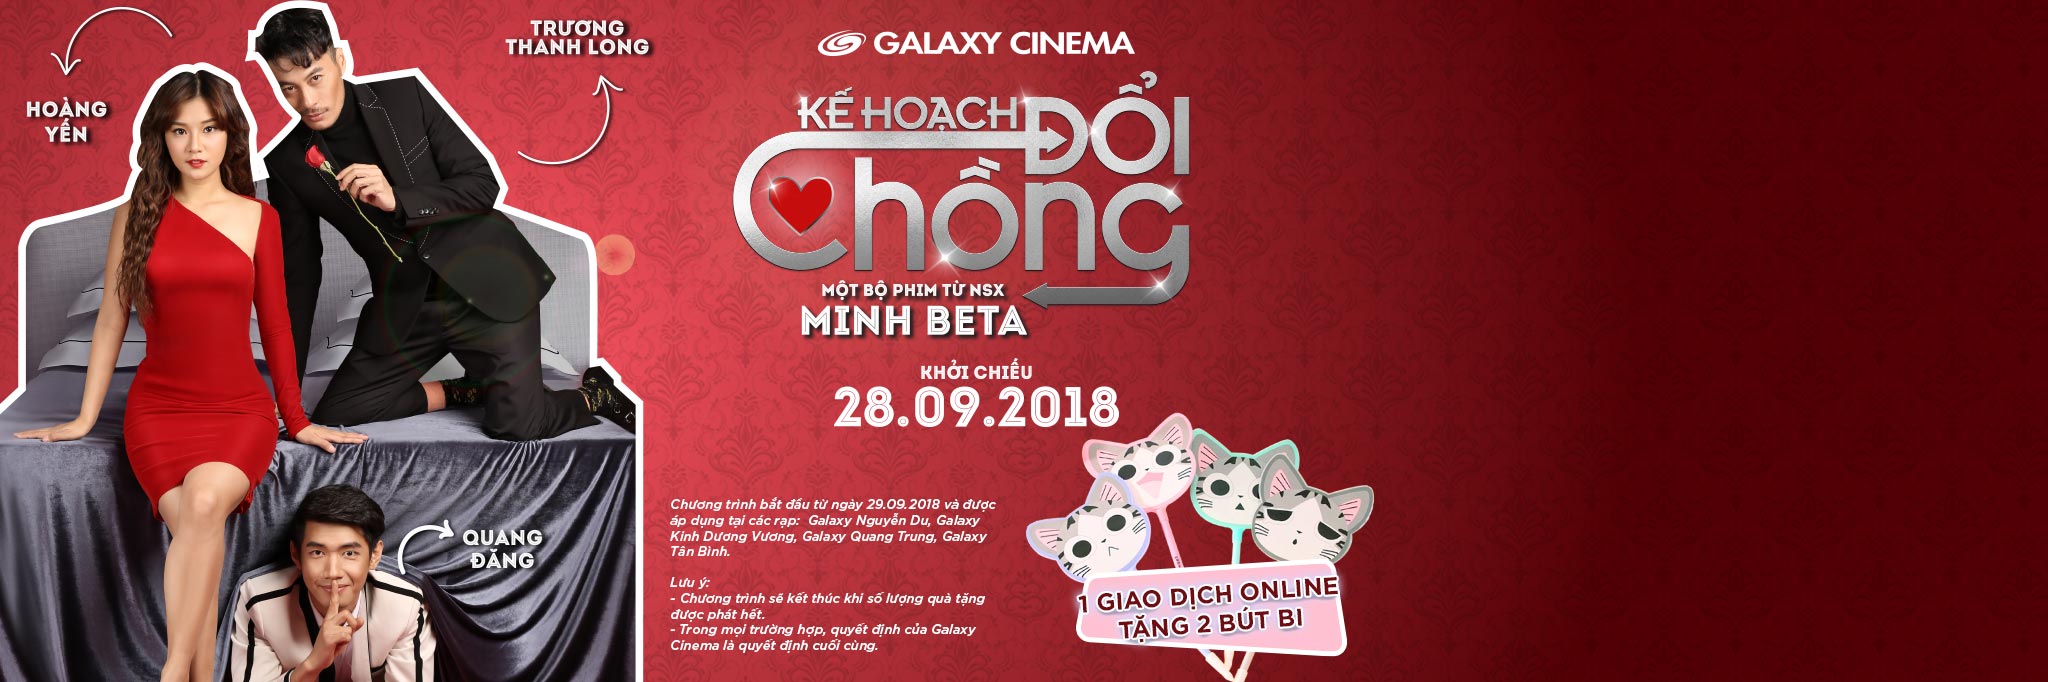 HOÀNG
YẾN
TRƯƠNG
THANH LONG
QUANG
ĐĂNG
GALAXY CINEMA
KẾ HOẠCH ĐỔI
Chồng
MỘT BỘ PHIM TỪ NSX
MINH BETA
KHỞI CHIẾU
28.09.2018
Chương trình bắt đầu từ ngày 29.09.2018 và được
áp dụng tại các rạp: Galaxy Nguyễn Du, Galaxy
Kinh Dương Vương, Galaxy Quang Trung, Galaxy
Tân Bình.
Lưu ý:
- Chương trình sẽ kết thúc khi số lượng quà tặng
được phát hết.
- Trong mọi trường hợp, quyết định của Galaxy
Cinema là quyết định cuối cùng.
1 GIAO DỊCH ONLINE
TẶNG 2 BÚT BI